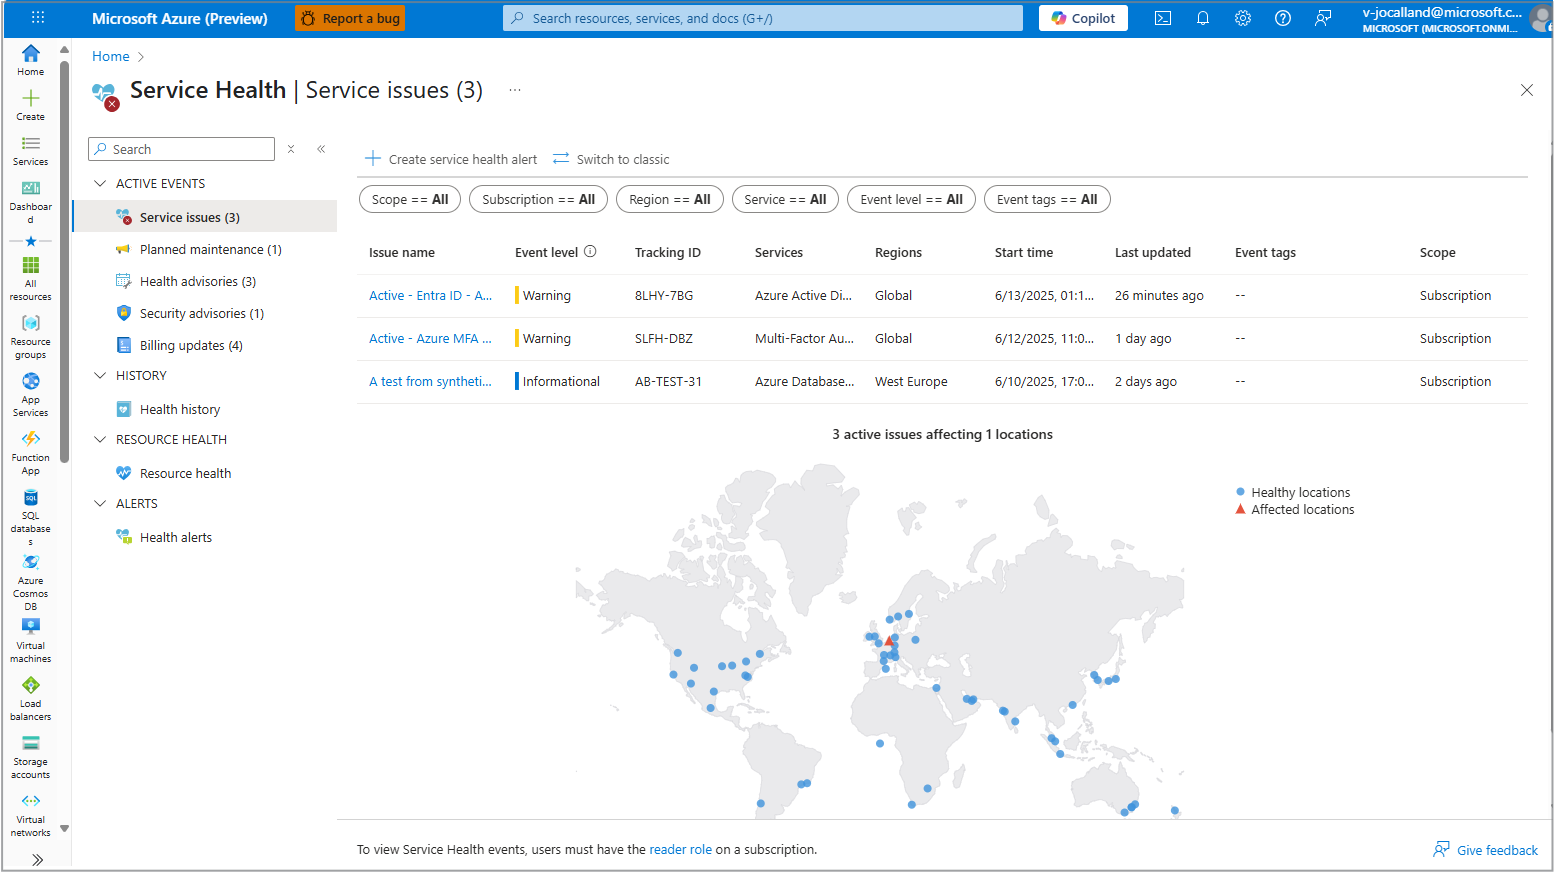 Microsoft Azure (Preview)
Report a bug
Search resources, services, and docs (G+/)
Copilot
v-jocalland@microsoft.c...
MICROSOFT (MICROSOFT.ONMI...
Home
Create
Services
Dashboar
d
All
resources
Resource
groups
App
Services
Function
App
SQL
SQL
database
s
Azure
Cosmos
DB
Virtual
machines
Load
balancers
Storage
accounts
Virtual
networks
Home
Service Health | Service issues (3)
...
Search
ACTIVE EVENTS
Service issues (3)
Planned maintenance (1)
Health advisories (3)
Security advisories (1)
Billing updates (4)
HISTORY
Health history
RESOURCE HEALTH
Resource health
ALERTS
Health alerts
Create service health alert
Switch to classic
Scope == All
Subscription == All
Region == All
Service == All
Event level == All
Event tags == All
Issue name Event level Tracking ID Services Regions Start time Last updated Event tags Scope
Active - Entra ID - A... Warning 8LHY-7BG Azure Active Di... Global 6/13/2025, 01:1... 26 minutes ago -- Subscription
Active - Azure MFA ... Warning SLFH-DBZ Multi-Factor Au... Global 6/12/2025, 11:0... 1 day ago -- Subscription
A test from syntheti... Informational AB-TEST-31 Azure Database... West Europe 6/10/2025, 17:0... 2 days ago -- Subscription
3 active issues affecting 1 locations
Healthy locations
Affected locations
To view Service Health events, users must have the reader role on a subscription.
Give feedback